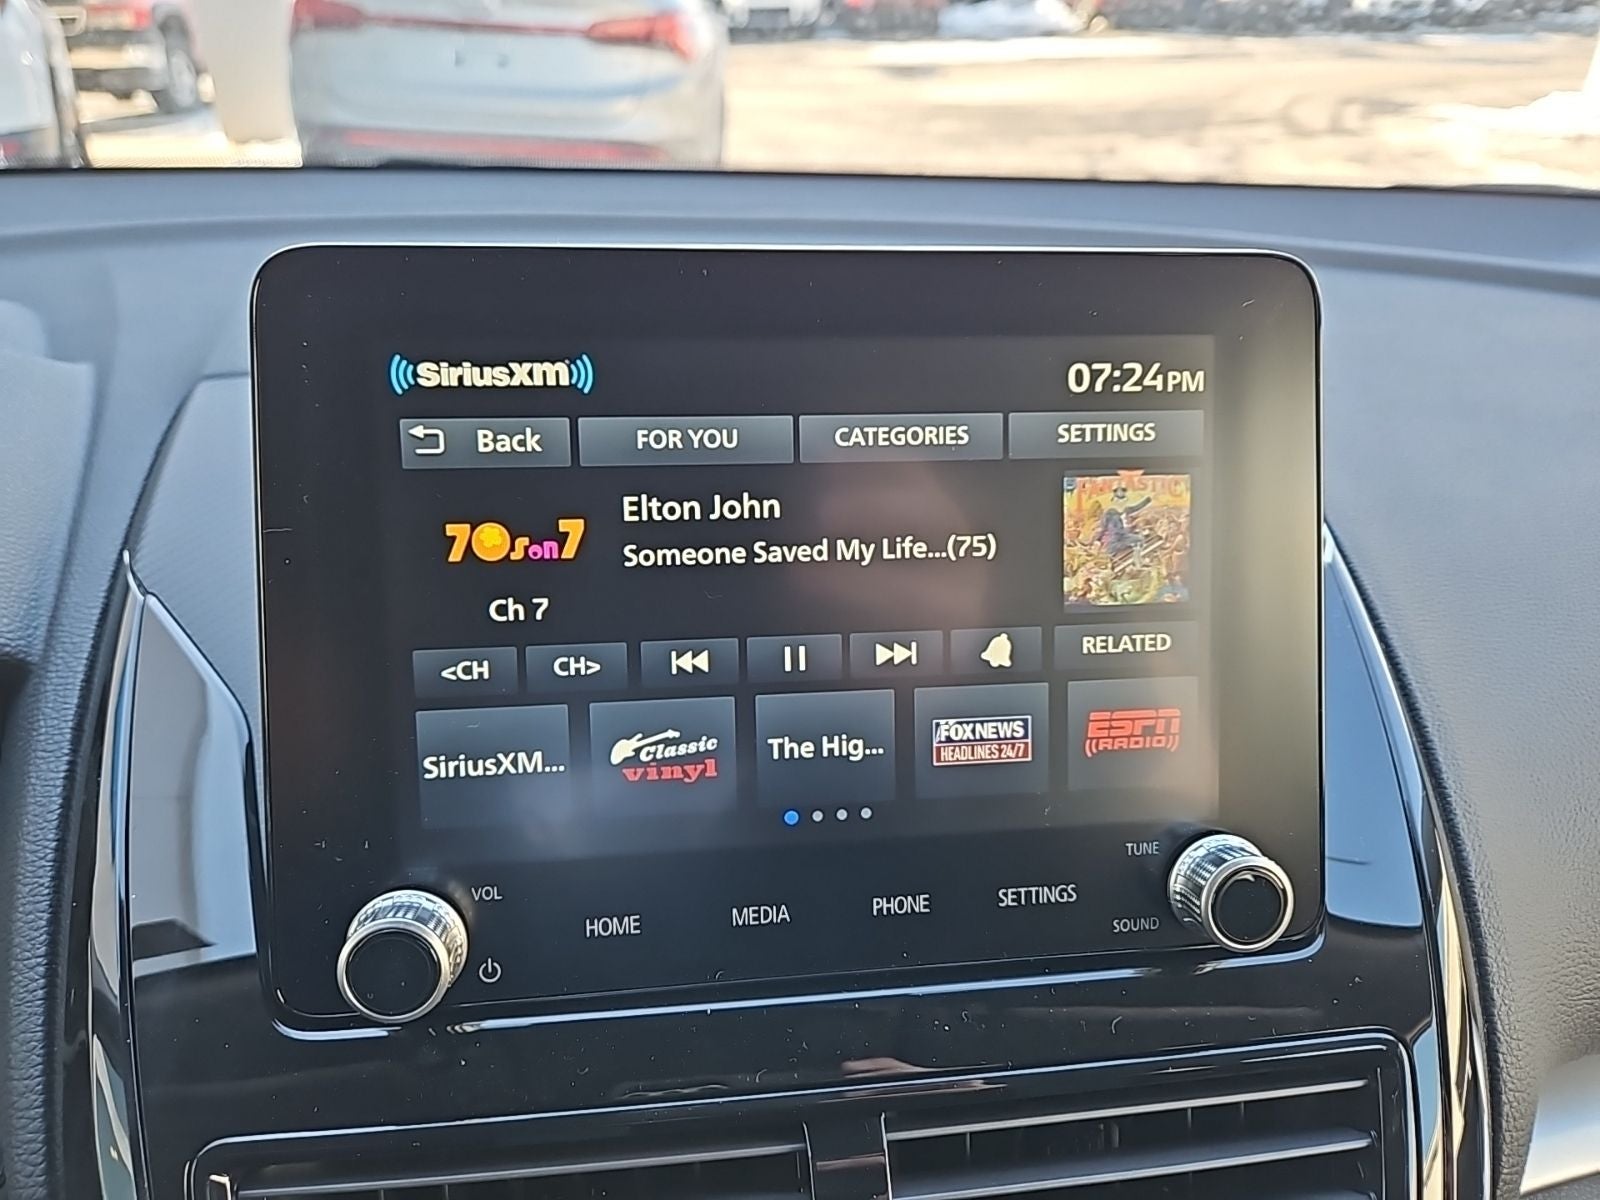 SiriusXM
07:24PM
Back
FOR YOU
CATEGORIES
SETTINGS
70s on 7
Elton John
Someone Saved My Life...(75)
FANTASTIC
Ch 7
<CH
CH>
RELATED
SiriusXM...
Classic
vinyl
The Hig...
FOX NEWS
HEADLINES 24/7
ESPN
RADIO
VOL
HOME
MEDIA
PHONE
SETTINGS
TUNE
SOUND